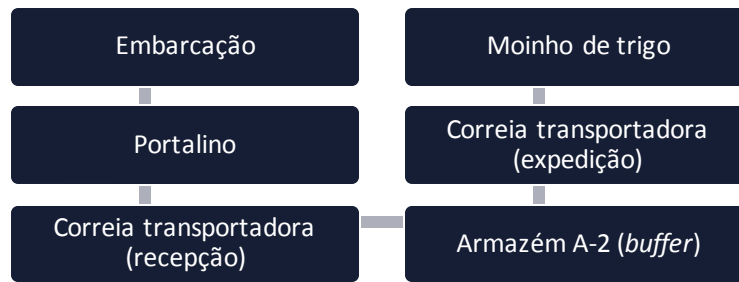 Embarcação
Portalino
Correia transportadora
(recepção)
Armazém A-2 (buffer)
Correia transportadora
(expedição)
Moinho de trigo